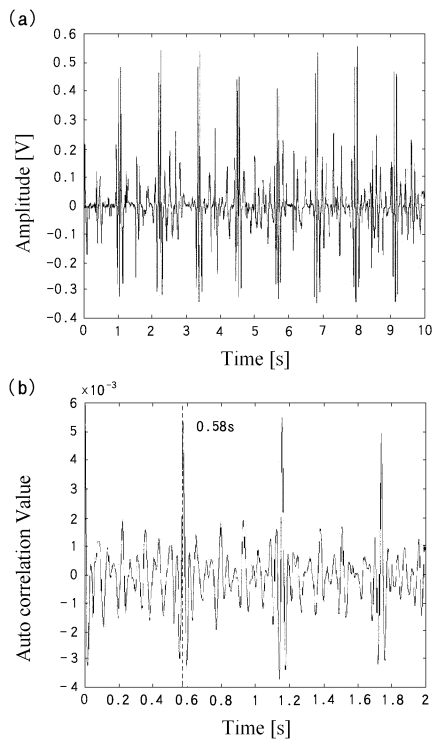 (a)
0.6
0.5
0.4
0.3
0.2
0.1
0
−0.1
−0.2
−0.3
−0.4
Amplitude [V]
0 1 2 3 4 5 6 7 8 9 10
Time [s]
(b)
×10⁻³
6
5
4
3
2
1
0
−1
−2
−3
−4
0.58s
Auto correlation Value
0 0.2 0.4 0.6 0.8 1 1.2 1.4 1.6 1.8 2
Time [s]